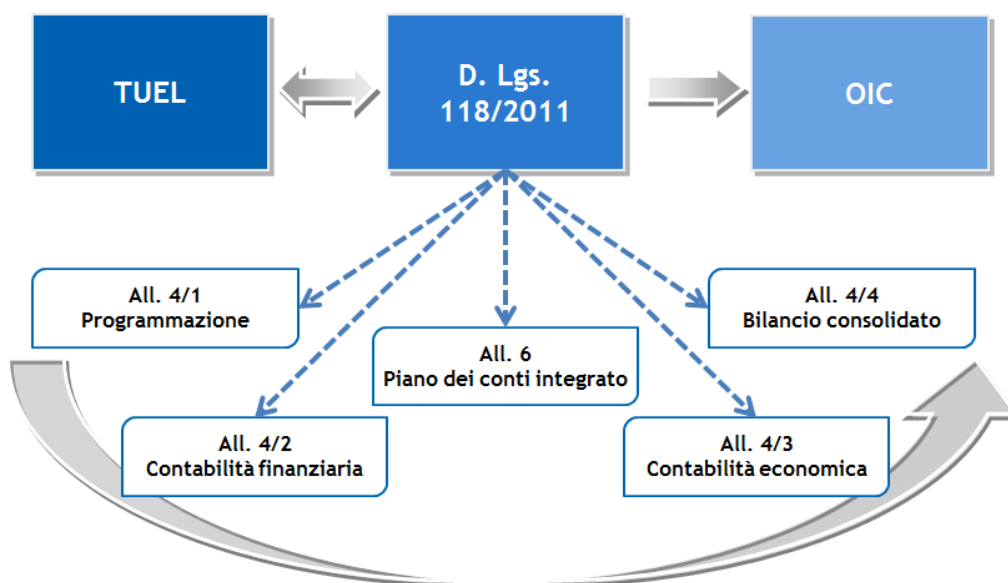 TUEL
D. Lgs.
118/2011
OIC
All. 4/1
Programmazione
All. 4/4
Bilancio consolidato
All. 6
Piano dei conti integrato
All. 4/2
Contabilità finanziaria
All. 4/3
Contabilità economica